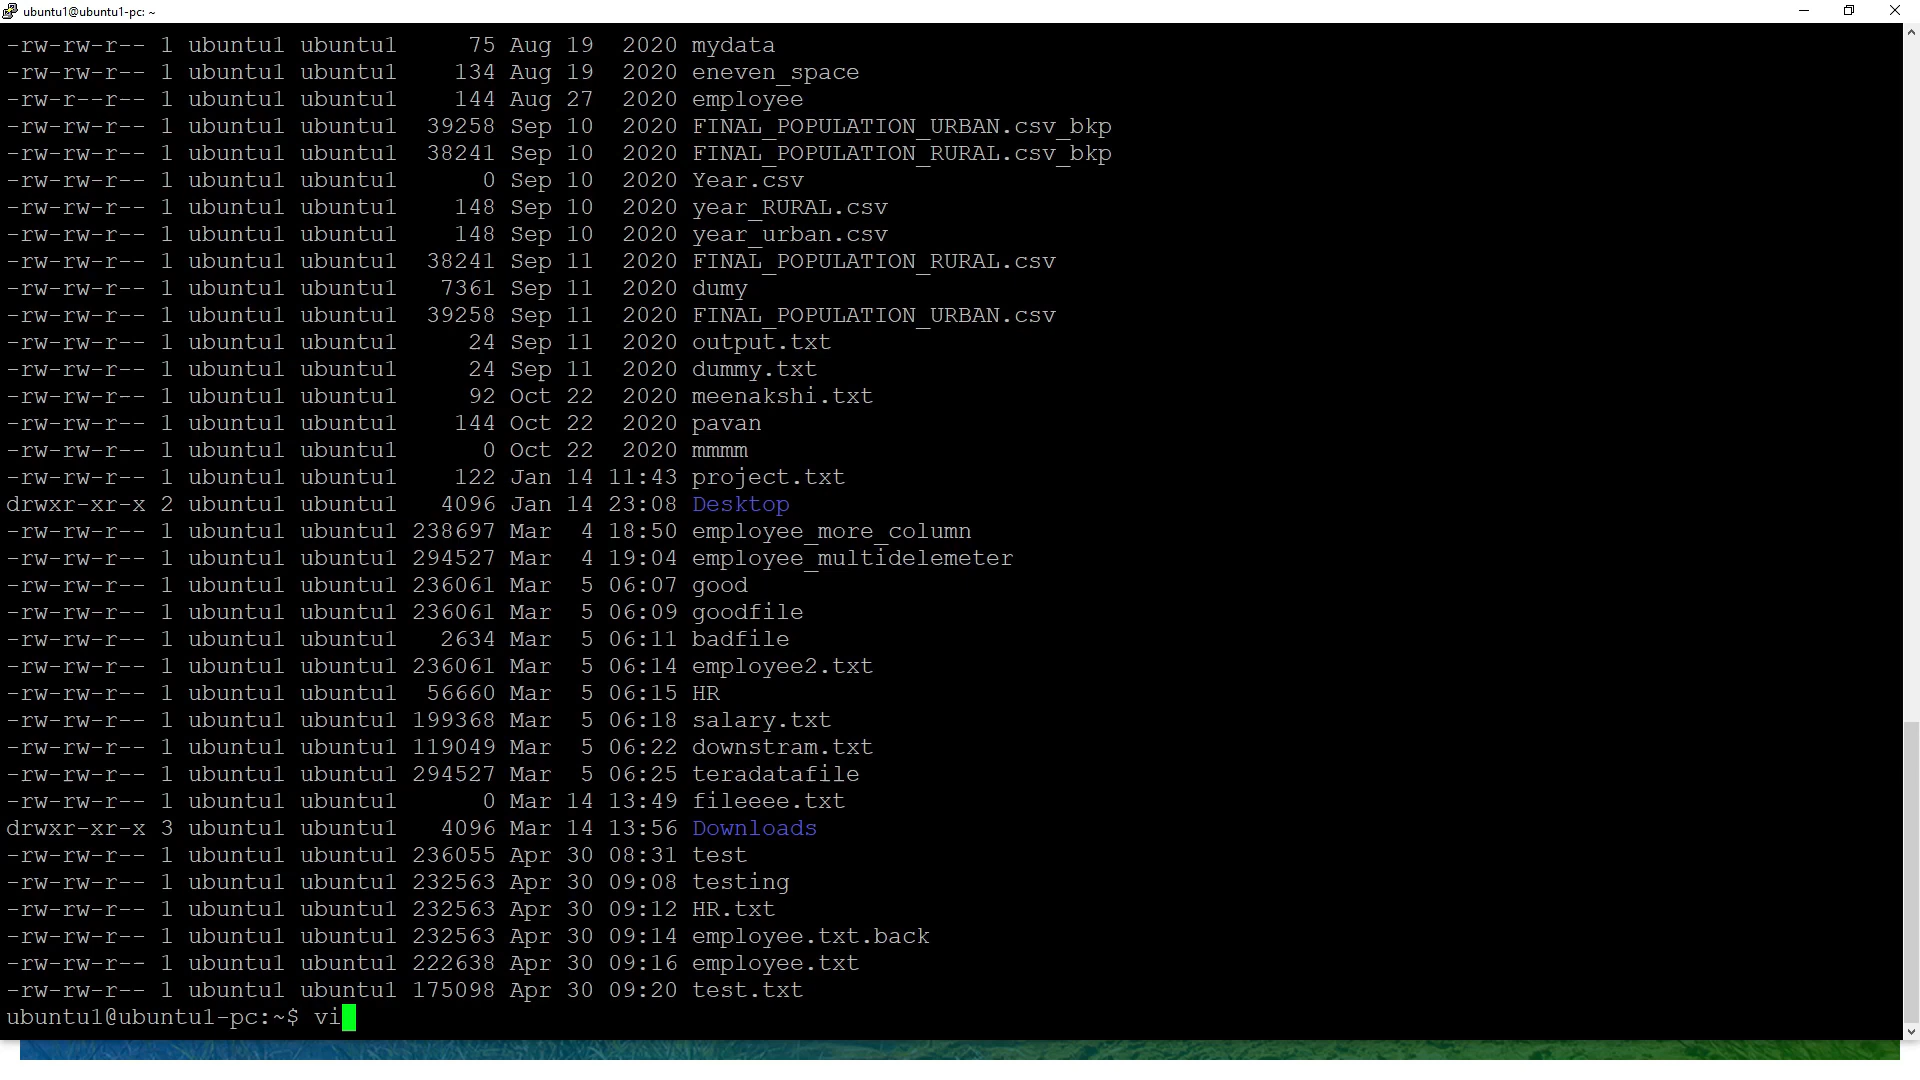 ubuntu1@ubuntu1-pc: ~
-rw-rw-r-- 1 ubuntu1 ubuntu1     75 Aug 19  2020 mydata
-rw-rw-r-- 1 ubuntu1 ubuntu1    134 Aug 19  2020 eneven_space
-rw-r--r-- 1 ubuntu1 ubuntu1    144 Aug 27  2020 employee
-rw-rw-r-- 1 ubuntu1 ubuntu1  39258 Sep 10  2020 FINAL_POPULATION_URBAN.csv_bkp
-rw-rw-r-- 1 ubuntu1 ubuntu1  38241 Sep 10  2020 FINAL_POPULATION_RURAL.csv_bkp
-rw-rw-r-- 1 ubuntu1 ubuntu1      0 Sep 10  2020 Year.csv
-rw-rw-r-- 1 ubuntu1 ubuntu1    148 Sep 10  2020 year_RURAL.csv
-rw-rw-r-- 1 ubuntu1 ubuntu1    148 Sep 10  2020 year_urban.csv
-rw-rw-r-- 1 ubuntu1 ubuntu1  38241 Sep 11  2020 FINAL_POPULATION_RURAL.csv
-rw-rw-r-- 1 ubuntu1 ubuntu1   7361 Sep 11  2020 dumy
-rw-rw-r-- 1 ubuntu1 ubuntu1  39258 Sep 11  2020 FINAL_POPULATION_URBAN.csv
-rw-rw-r-- 1 ubuntu1 ubuntu1     24 Sep 11  2020 output.txt
-rw-rw-r-- 1 ubuntu1 ubuntu1     24 Sep 11  2020 dummy.txt
-rw-rw-r-- 1 ubuntu1 ubuntu1     92 Oct 22  2020 meenakshi.txt
-rw-rw-r-- 1 ubuntu1 ubuntu1    144 Oct 22  2020 pavan
-rw-rw-r-- 1 ubuntu1 ubuntu1      0 Oct 22  2020 mmmm
-rw-rw-r-- 1 ubuntu1 ubuntu1    122 Jan 14 11:43 project.txt
drwxr-xr-x 2 ubuntu1 ubuntu1   4096 Jan 14 23:08 Desktop
-rw-rw-r-- 1 ubuntu1 ubuntu1 238697 Mar  4 18:50 employee_more_column
-rw-rw-r-- 1 ubuntu1 ubuntu1 294527 Mar  4 19:04 employee_multidelemeter
-rw-rw-r-- 1 ubuntu1 ubuntu1 236061 Mar  5 06:07 good
-rw-rw-r-- 1 ubuntu1 ubuntu1 236061 Mar  5 06:09 goodfile
-rw-rw-r-- 1 ubuntu1 ubuntu1   2634 Mar  5 06:11 badfile
-rw-rw-r-- 1 ubuntu1 ubuntu1 236061 Mar  5 06:14 employee2.txt
-rw-rw-r-- 1 ubuntu1 ubuntu1  56660 Mar  5 06:15 HR
-rw-rw-r-- 1 ubuntu1 ubuntu1 199368 Mar  5 06:18 salary.txt
-rw-rw-r-- 1 ubuntu1 ubuntu1 119049 Mar  5 06:22 downstram.txt
-rw-rw-r-- 1 ubuntu1 ubuntu1 294527 Mar  5 06:25 teradatafile
-rw-rw-r-- 1 ubuntu1 ubuntu1      0 Mar 14 13:49 fileeee.txt
drwxr-xr-x 3 ubuntu1 ubuntu1   4096 Mar 14 13:56 Downloads
-rw-rw-r-- 1 ubuntu1 ubuntu1 236055 Apr 30 08:31 test
-rw-rw-r-- 1 ubuntu1 ubuntu1 232563 Apr 30 09:08 testing
-rw-rw-r-- 1 ubuntu1 ubuntu1 232563 Apr 30 09:12 HR.txt
-rw-rw-r-- 1 ubuntu1 ubuntu1 232563 Apr 30 09:14 employee.txt.back
-rw-rw-r-- 1 ubuntu1 ubuntu1 222638 Apr 30 09:16 employee.txt
-rw-rw-r-- 1 ubuntu1 ubuntu1 175098 Apr 30 09:20 test.txt
ubuntu1@ubuntu1-pc:~$ vi